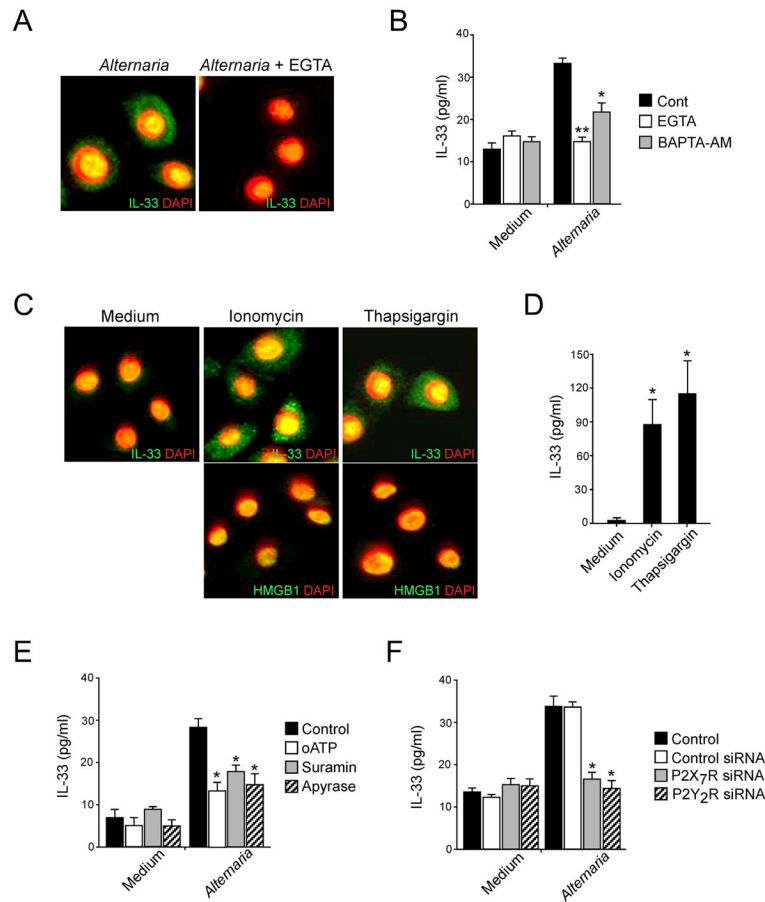 A
Alternaria
Alternaria + EGTA
IL-33 DAPI
IL-33 DAPI
B
IL-33 (pg/ml)
40
30
20
10
0
**
*
Cont
EGTA
BAPTA-AM
Medium
Alternaria
C
Medium
Ionomycin
Thapsigargin
IL-33 DAPI
IL-33 DAPI
IL-33 DAPI
HMGB1 DAPI
HMGB1 DAPI
D
IL-33 (pg/ml)
150
120
90
60
30
0
*
*
Medium
Ionomycin
Thapsigargin
E
IL-33 (pg/ml)
40
30
20
10
0
*
*
*
Control
oATP
Suramin
Apyrase
Medium
Alternaria
F
IL-33 (pg/ml)
40
30
20
10
0
*
*
Control
Control siRNA
P2X7R siRNA
P2Y2R siRNA
Medium
Alternaria